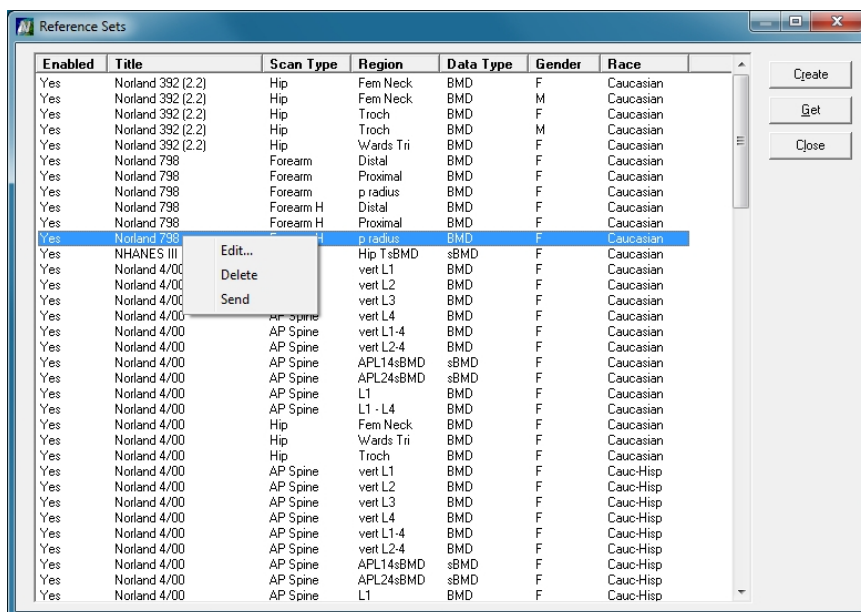 Reference Sets
Enabled Title Scan Type Region Data Type Gender Race
Yes Norland 392 (2.2) Hip Fem Neck BMD F Caucasian
Yes Norland 392 (2.2) Hip Fem Neck BMD M Caucasian
Yes Norland 392 (2.2) Hip Troch BMD F Caucasian
Yes Norland 392 (2.2) Hip Troch BMD M Caucasian
Yes Norland 392 (2.2) Hip Wards Tri BMD F Caucasian
Yes Norland 798 Forearm Distal BMD F Caucasian
Yes Norland 798 Forearm Proximal BMD F Caucasian
Yes Norland 798 Forearm p radius BMD F Caucasian
Yes Norland 798 Forearm H Distal BMD F Caucasian
Yes Norland 798 Forearm H Proximal BMD F Caucasian
Yes Norland 798 H p radius BMD F Caucasian
Yes NHANES III Hip TsBMD sBMD F Caucasian
Yes Norland 4/00 vert L1 BMD F Caucasian
Yes Norland 4/00 vert L2 BMD F Caucasian
Yes Norland 4/00 vert L3 BMD F Caucasian
Yes Norland 4/00 AP Spine vert L4 BMD F Caucasian
Yes Norland 4/00 AP Spine vert L1-4 BMD F Caucasian
Yes Norland 4/00 AP Spine vert L2-4 BMD F Caucasian
Yes Norland 4/00 AP Spine APL14sBMD sBMD F Caucasian
Yes Norland 4/00 AP Spine APL24sBMD sBMD F Caucasian
Yes Norland 4/00 AP Spine L1 BMD F Caucasian
Yes Norland 4/00 AP Spine L1 - L4 BMD F Caucasian
Yes Norland 4/00 Hip Fem Neck BMD F Caucasian
Yes Norland 4/00 Hip Wards Tri BMD F Caucasian
Yes Norland 4/00 Hip Troch BMD F Caucasian
Yes Norland 4/00 AP Spine vert L1 BMD F Cauc-Hisp
Yes Norland 4/00 AP Spine vert L2 BMD F Cauc-Hisp
Yes Norland 4/00 AP Spine vert L3 BMD F Cauc-Hisp
Yes Norland 4/00 AP Spine vert L4 BMD F Cauc-Hisp
Yes Norland 4/00 AP Spine vert L1-4 BMD F Cauc-Hisp
Yes Norland 4/00 AP Spine vert L2-4 BMD F Cauc-Hisp
Yes Norland 4/00 AP Spine APL14sBMD sBMD F Cauc-Hisp
Yes Norland 4/00 AP Spine APL24sBMD sBMD F Cauc-Hisp
Yes Norland 4/00 AP Spine L1 BMD F Cauc-Hisp
Edit...
Delete
Send
Create
Get
Close